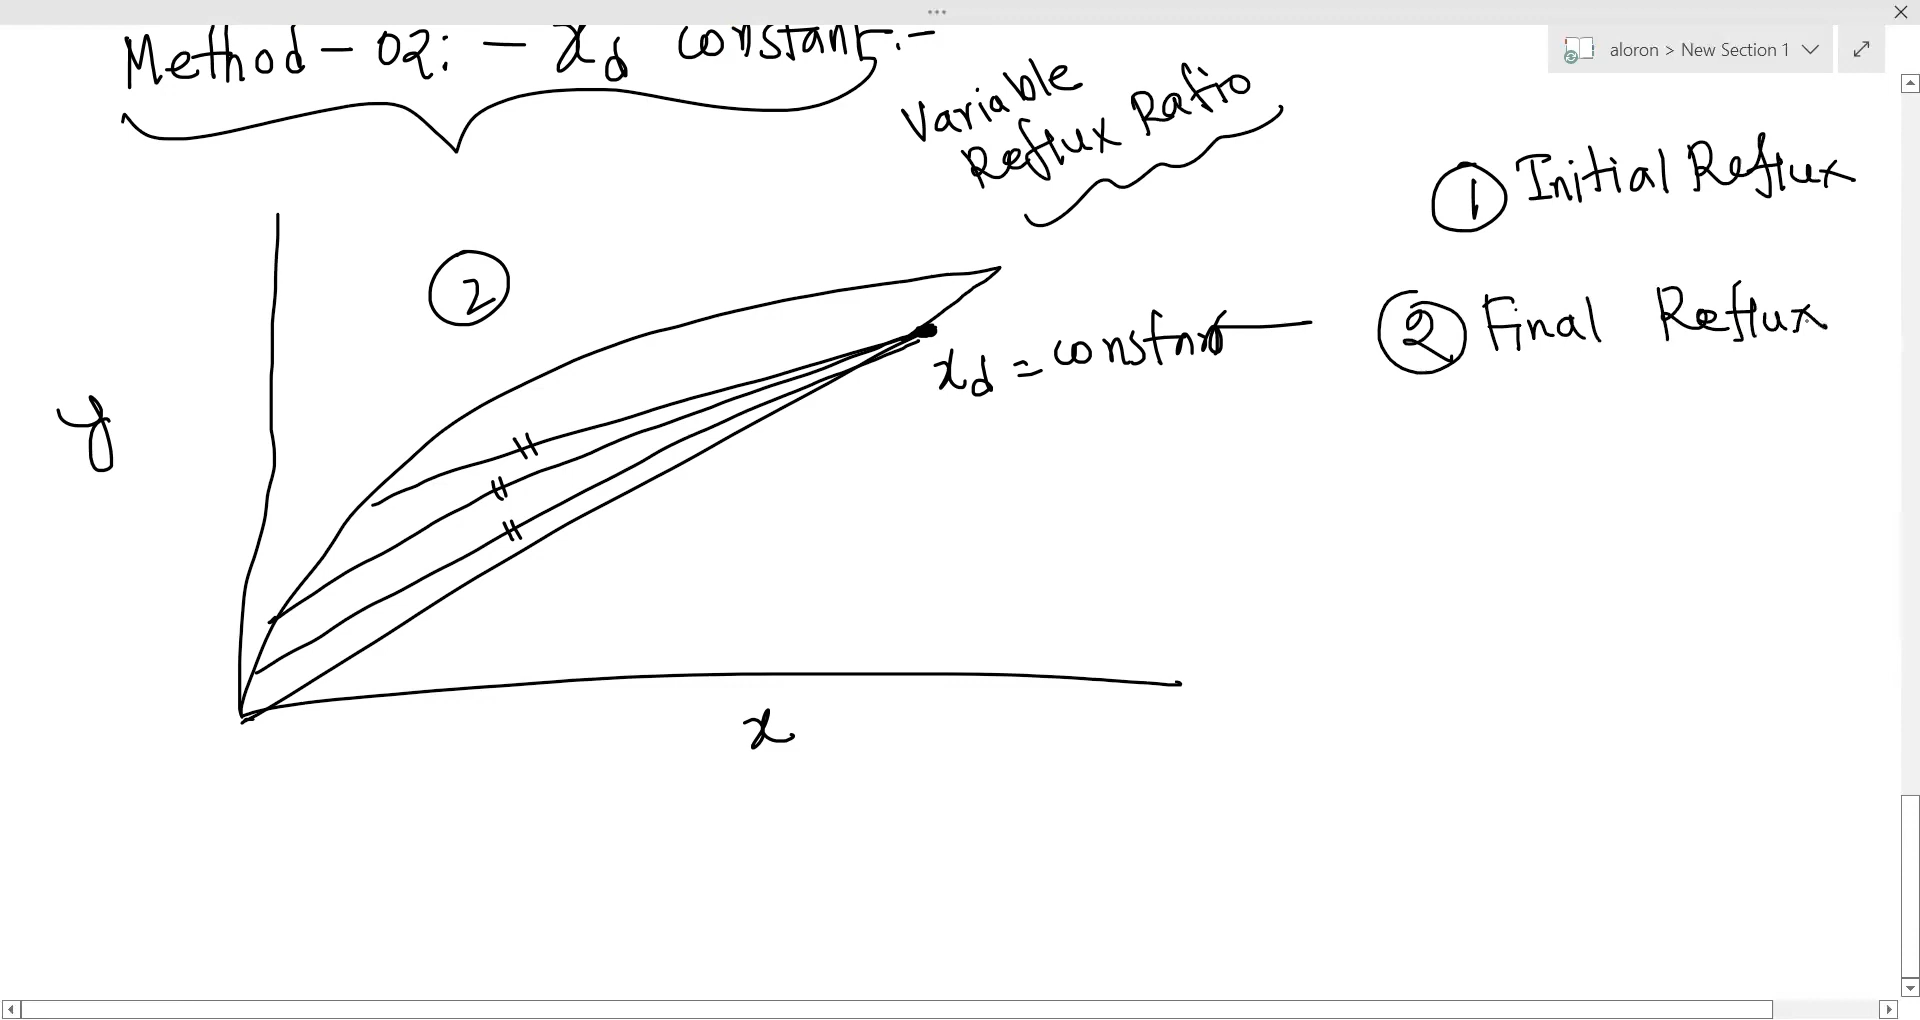 Method - 02: - xd constant:-
aloron > New Section 1
Variable
Reflux Ratio
① Initial Reflux
②
② Final Reflux
xd = constant
y
x